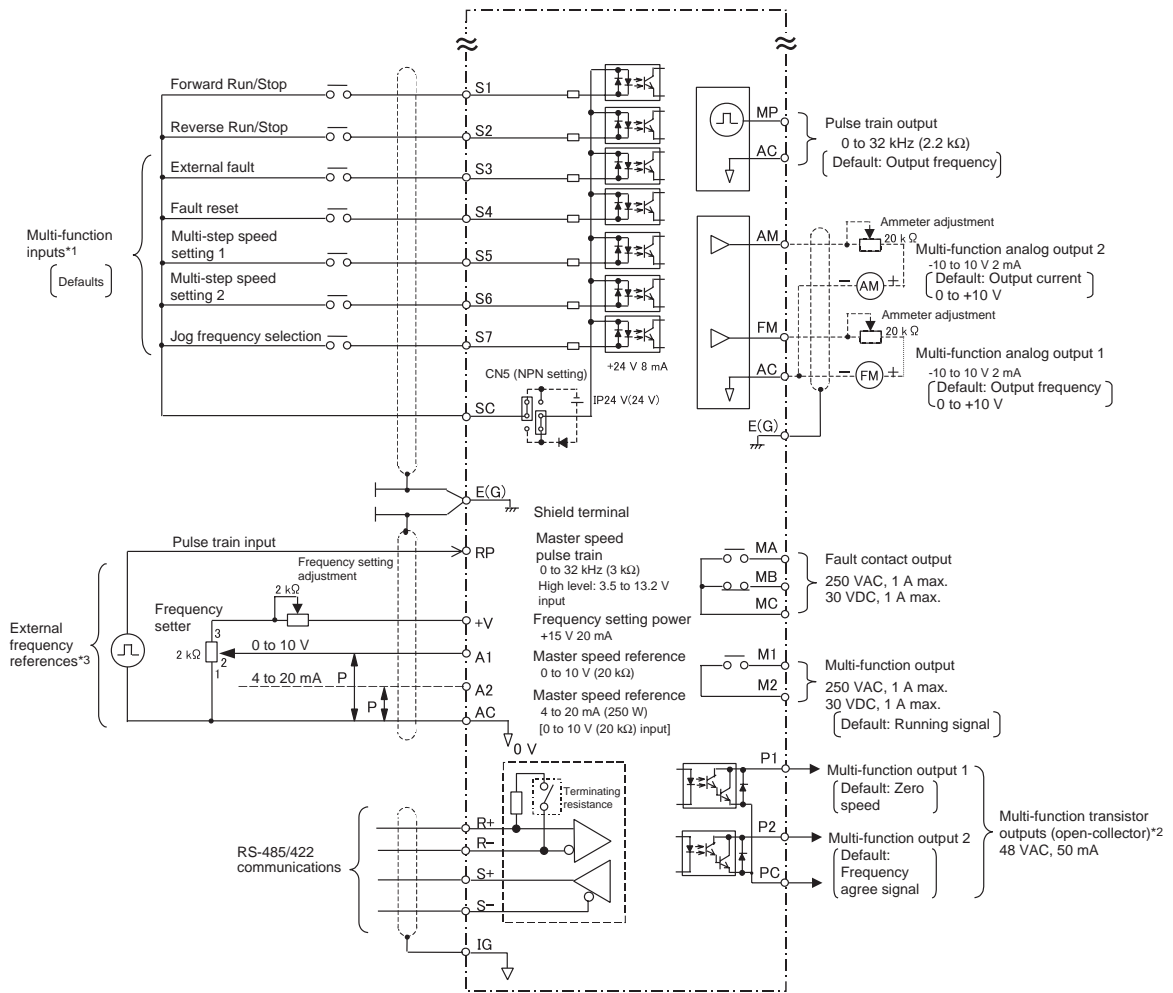 Forward Run/Stop
S1
Reverse Run/Stop
S2
External fault
S3
Fault reset
S4
Multi-function
inputs*1
Defaults
Multi-step speed
setting 1
S5
Multi-step speed
setting 2
S6
Jog frequency selection
S7
+24 V 8 mA
CN5 (NPN setting)
IP24 V(24 V)
SC
E(G)
Shield terminal
Pulse train input
RP
Master speed
pulse train
0 to 32 kHz (3 kΩ)
High level: 3.5 to 13.2 V
input
Frequency setting
adjustment
2 kΩ
External
frequency
references*3
Frequency
setter
3
2 kΩ
2
1
+V
Frequency setting power
+15 V 20 mA
0 to 10 V
A1
Master speed reference
0 to 10 V (20 kΩ)
4 to 20 mA
P
P
A2
Master speed reference
4 to 20 mA (250 W)
[0 to 10 V (20 kΩ) input]
AC
0 V
Terminating
resistance
RS-485/422
communications
R+
R−
S+
S−
IG
MP
AC
Pulse train output
0 to 32 kHz (2.2 kΩ)
Default: Output frequency
AM
Ammeter adjustment
20 kΩ
− AM +
Multi-function analog output 2
-10 to 10 V 2 mA
Default: Output current
0 to +10 V
FM
Ammeter adjustment
20 kΩ
AC
− FM +
Multi-function analog output 1
-10 to 10 V 2 mA
Default: Output frequency
0 to +10 V
E(G)
MA
MB
MC
Fault contact output
250 VAC, 1 A max.
30 VDC, 1 A max.
M1
M2
Multi-function output
250 VAC, 1 A max.
30 VDC, 1 A max.
Default: Running signal
P1
Multi-function output 1
Default: Zero
speed
P2
Multi-function output 2
Default:
Frequency
agree signal
PC
Multi-function transistor
outputs (open-collector)*2
48 VAC, 50 mA